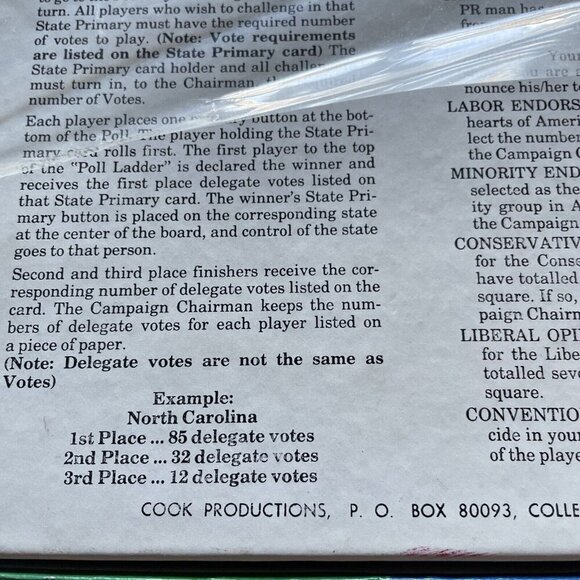 turn. All players who wish to challenge in that
State Primary must have the required number
of votes to play. (Note: Vote requirements
are listed on the State Primary card) The
State Primary card holder and all
must turn in, to the Chairman,
number of Votes.
Each player places one button at the bot-
tom of the Poll. The player holding the State Pri-
mary card rolls first. The first player to the top
of the "Poll Ladder" is declared the winner and
receives the first place delegate votes listed on
that State Primary card. The winner's State Pri-
mary button is placed on the corresponding state
at the center of the board, and control of the state
goes to that person.
Second and third place finishers receive the cor-
responding number of delegate votes listed on the
card. The Campaign Chairman keeps the num-
bers of delegate votes for each player listed on
a piece of paper.
(Note: Delegate votes are not the same as
Votes)
Example:
North Carolina
1st Place ... 85 delegate votes
2nd Place ... 32 delegate votes
3rd Place ... 12 delegate votes
PR man has
Your
nounce his/her
LABOR ENDORS
hearts of Ameri
lect the number
the Campaign C
MINORITY END
selected as the
ity group in A
the Campaign
CONSERVATIV
for the Conse
have totalled
square. If so,
paign Chairn
LIBERAL OPI
for the Libe
totalled seve
square.
CONVENTIO
cide in your
of the playe
COOK PRODUCTIONS, P. O. BOX 80093, COLLE